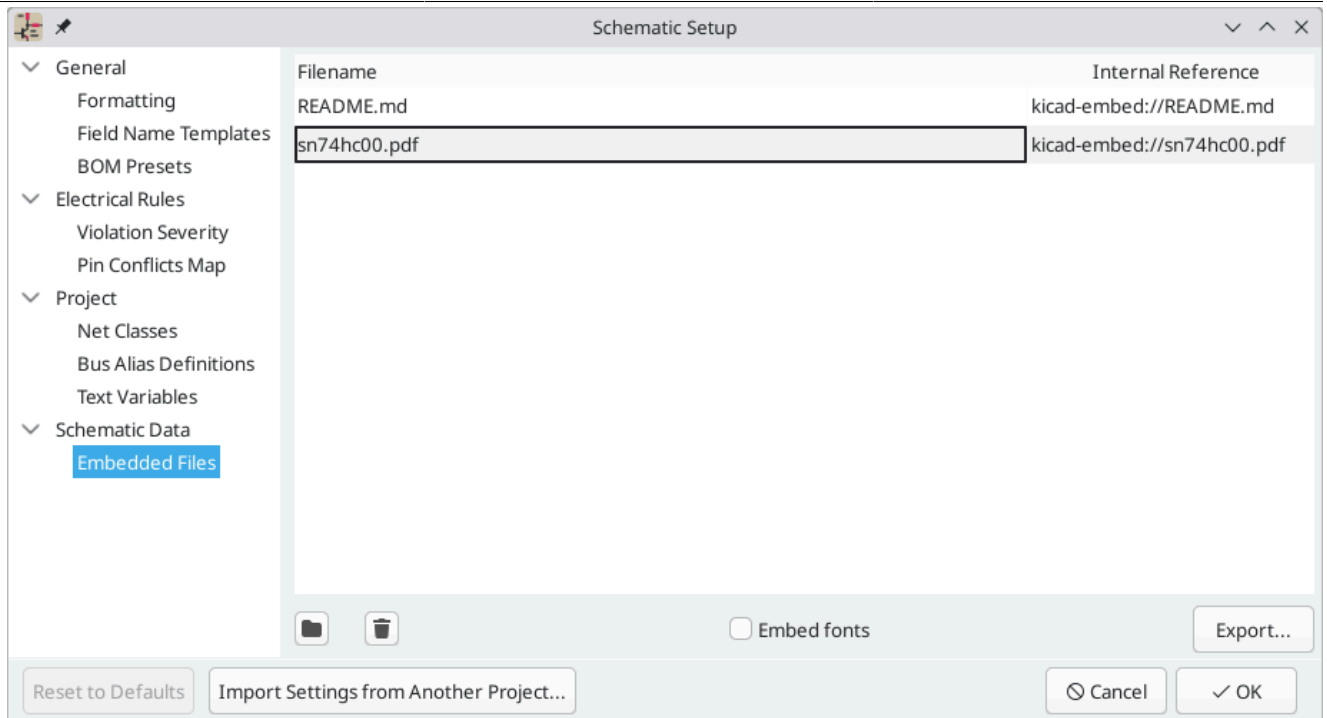 Schematic Setup
General
Formatting
Field Name Templates
BOM Presets
Electrical Rules
Violation Severity
Pin Conflicts Map
Project
Net Classes
Bus Alias Definitions
Text Variables
Schematic Data
Embedded Files
Filename Internal Reference
README.md kicad-embed://README.md
sn74hc00.pdf kicad-embed://sn74hc00.pdf
Embed fonts Export...
Reset to Defaults Import Settings from Another Project... Cancel OK